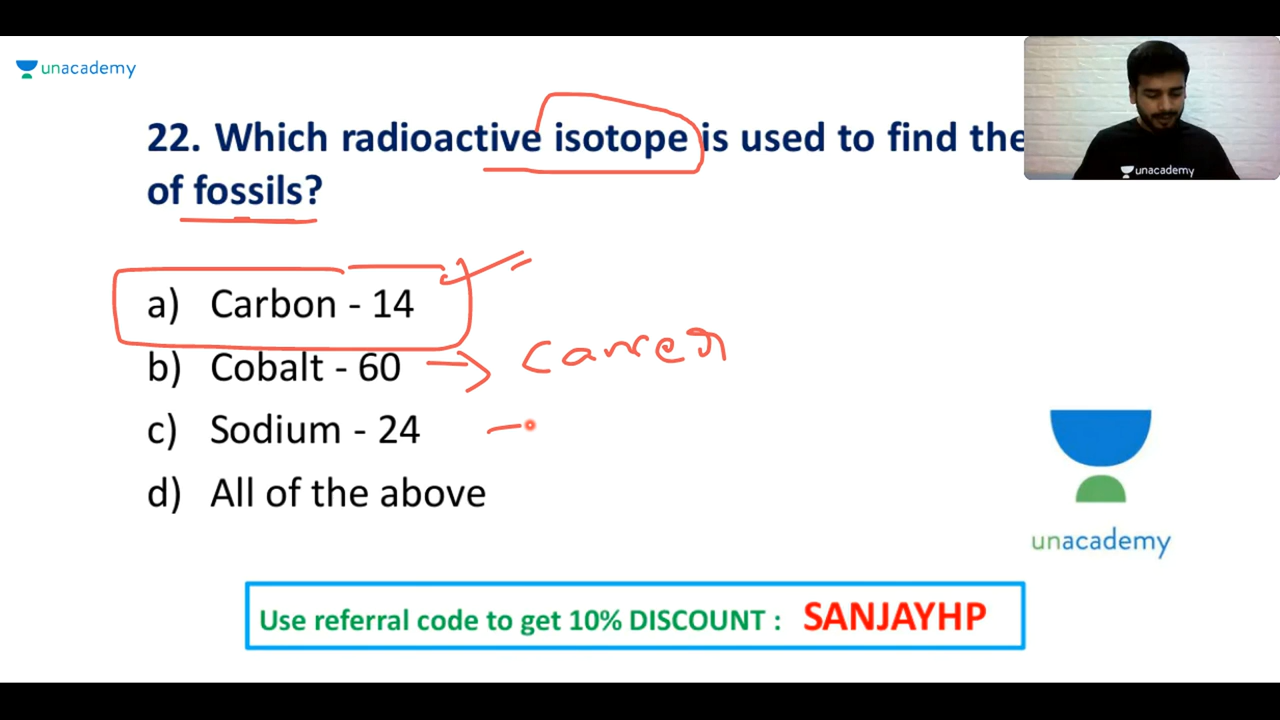 unacademy
22. Which radioactive isotope is used to find the
of fossils?
unacademy
a) Carbon - 14
b) Cobalt - 60 → Cancer
c) Sodium - 24
d) All of the above
unacademy
Use referral code to get 10% DISCOUNT : SANJAYHP